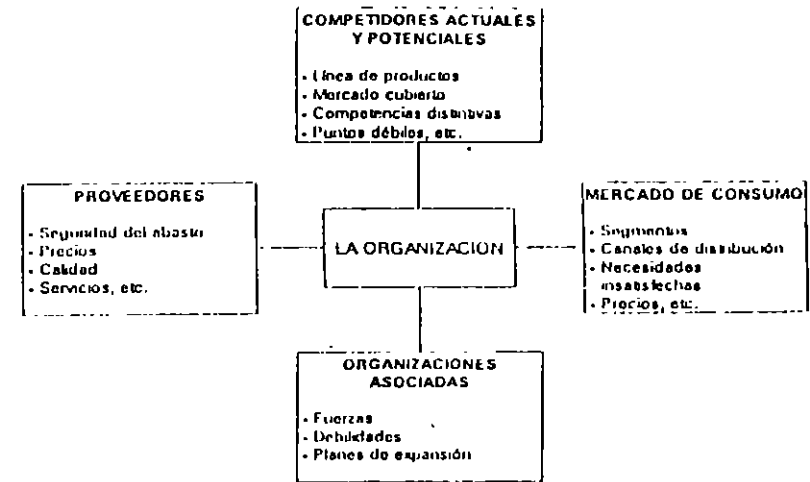 COMPETIDORES ACTUALES
Y POTENCIALES
- Línea de productos
- Mercado cubierto
- Competencias distintivas
- Puntos débiles, etc.
PROVEEDORES
- Seguridad del abasto
- Precios
- Calidad
- Servicios, etc.
LA ORGANIZACION
MERCADO DE CONSUMO
- Segmentos
- Canales de distribución
- Necesidades
insatisfechas
- Precios, etc.
ORGANIZACIONES
ASOCIADAS
- Fuerzas
- Debilidades
- Planes de expansión